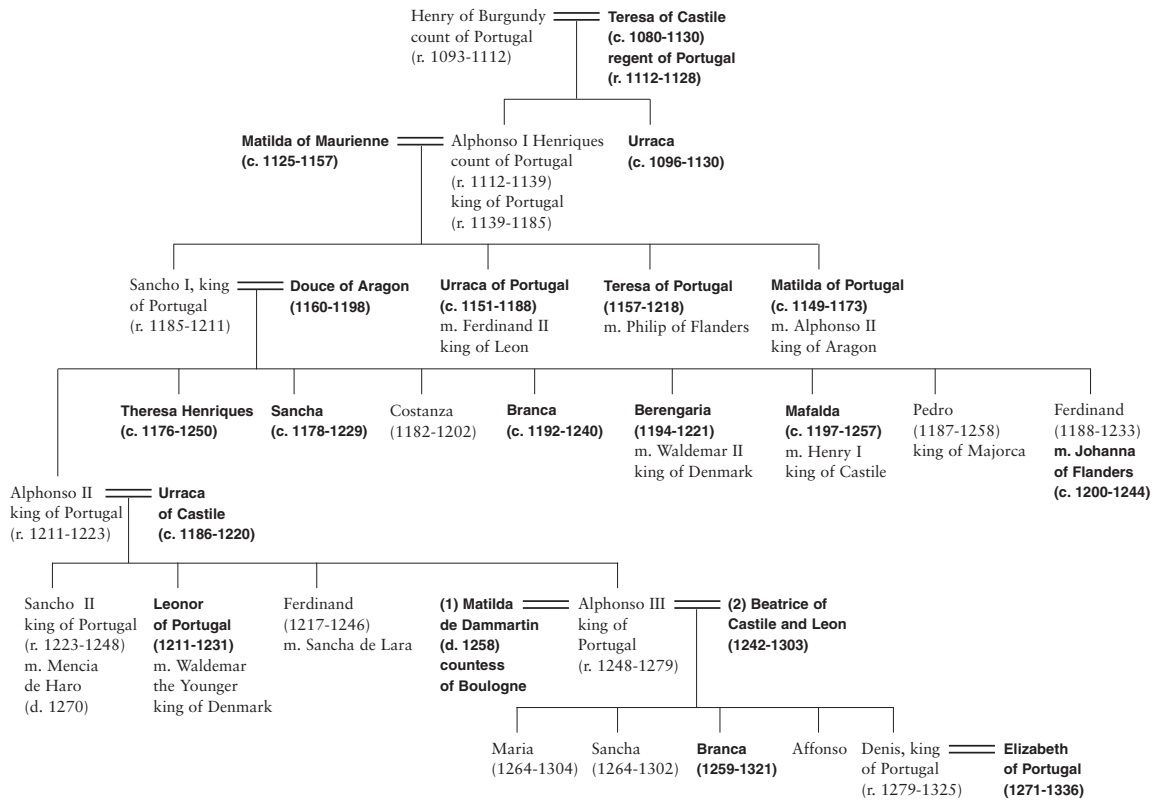 Henry of Burgundy
count of Portugal
(r. 1093-1112)
Teresa of Castile
(c. 1080-1130)
regent of Portugal
(r. 1112-1128)
Matilda of Maurienne
(c. 1125-1157)
Alphonso I Henriques
count of Portugal
(r. 1112-1139)
king of Portugal
(r. 1139-1185)
Urraca
(c. 1096-1130)
Sancho I, king
of Portugal
(r. 1185-1211)
Douce of Aragon
(1160-1198)
Urraca of Portugal
(c. 1151-1188)
m. Ferdinand II
king of Leon
Teresa of Portugal
(1157-1218)
m. Philip of Flanders
Matilda of Portugal
(c. 1149-1173)
m. Alphonso II
king of Aragon
Theresa Henriques
(c. 1176-1250)
Sancha
(c. 1178-1229)
Costanza
(1182-1202)
Branca
(c. 1192-1240)
Berengaria
(1194-1221)
m. Waldemar II
king of Denmark
Mafalda
(c. 1197-1257)
m. Henry I
king of Castile
Pedro
(1187-1258)
king of Majorca
Ferdinand
(1188-1233)
m. Johanna
of Flanders
(c. 1200-1244)
Alphonso II
king of Portugal
(r. 1211-1223)
Urraca
of Castile
(c. 1186-1220)
Sancho II
king of Portugal
(r. 1223-1248)
m. Mencia
de Haro
(d. 1270)
Leonor
of Portugal
(1211-1231)
m. Waldemar
the Younger
king of Denmark
Ferdinand
(1217-1246)
m. Sancha de Lara
(1) Matilda
de Dammartin
(d. 1258)
countess
of Boulogne
Alphonso III
king of
Portugal
(r. 1248-1279)
(2) Beatrice of
Castile and Leon
(1242-1303)
Maria
(1264-1304)
Sancha
(1264-1302)
Branca
(1259-1321)
Affonso
Denis, king
of Portugal
(r. 1279-1325)
Elizabeth
of Portugal
(1271-1336)